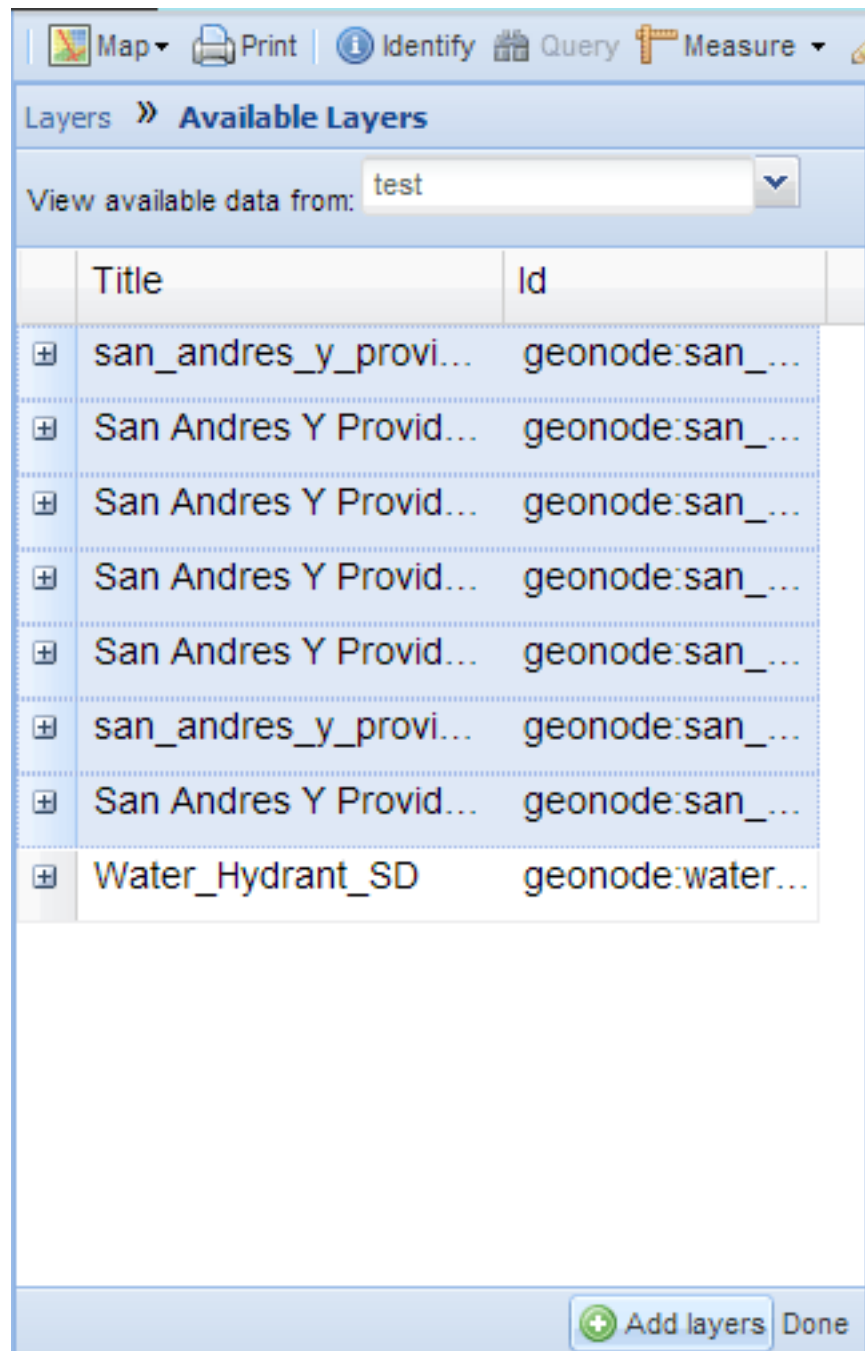 Map Print Identify Query Measure
Layers » Available Layers
View available data from: test
Title Id
san_andres_y_provi... geonode:san_...
San Andres Y Provid... geonode:san_...
San Andres Y Provid... geonode:san_...
San Andres Y Provid... geonode:san_...
San Andres Y Provid... geonode:san_...
san_andres_y_provi... geonode:san_...
San Andres Y Provid... geonode:san_...
Water_Hydrant_SD geonode:water...
Add layers Done